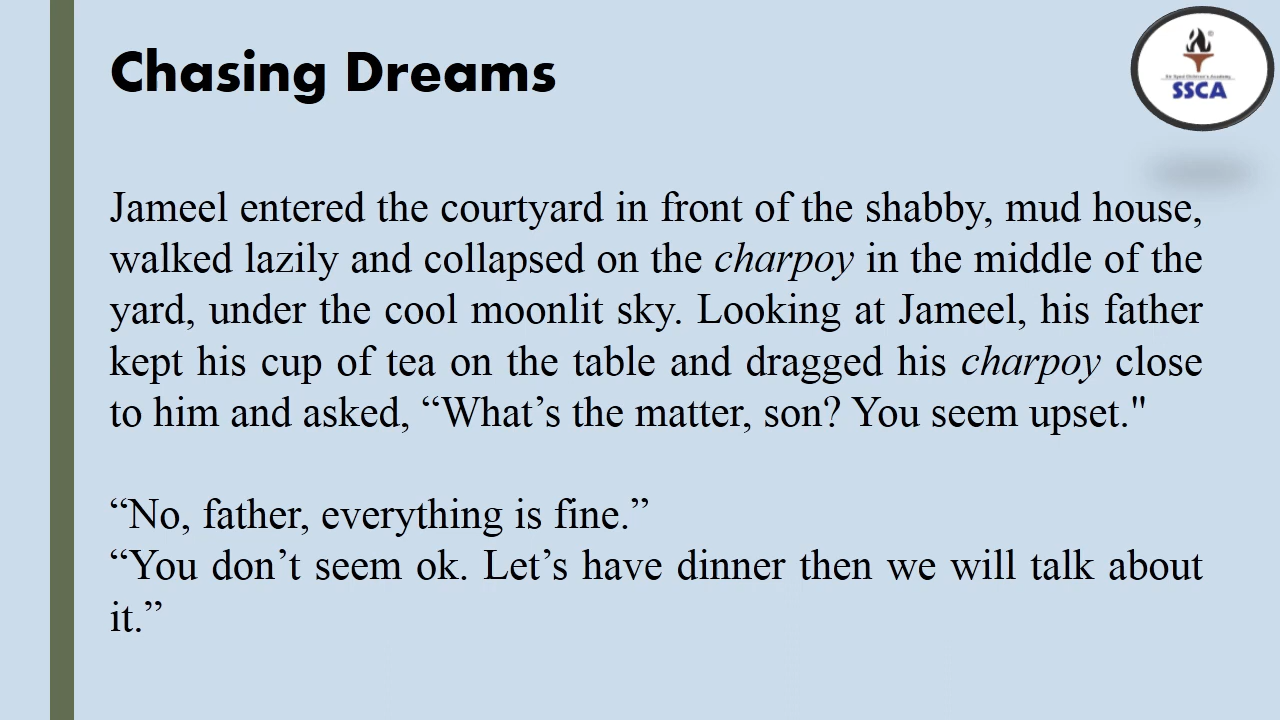 Chasing Dreams
Sir Syed Children's Academy
SSCA
Jameel entered the courtyard in front of the shabby, mud house,
walked lazily and collapsed on the charpoy in the middle of the
yard, under the cool moonlit sky. Looking at Jameel, his father
kept his cup of tea on the table and dragged his charpoy close
to him and asked, “What’s the matter, son? You seem upset."
“No, father, everything is fine.”
“You don’t seem ok. Let’s have dinner then we will talk about
it.”